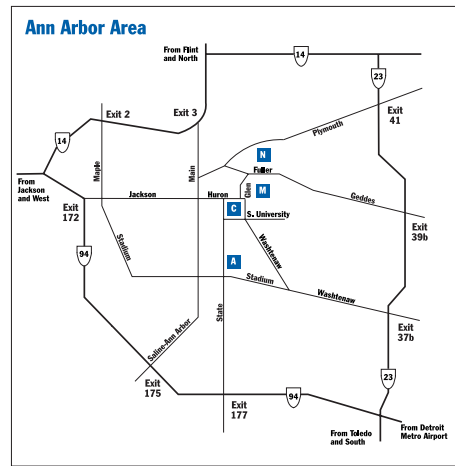 Ann Arbor Area
From Flint
and North
14
23
Exit 2
Exit 3
Exit
41
14
Plymouth
N
Maple
Main
Fuller
From
Jackson
and West
Glen
M
Jackson
Huron
Geddes
C
S. University
Exit
172
Exit
39b
Stadium
Washtenaw
94
A
Stadium
Washtenaw
Saline-Ann Arbor
State
Exit
37b
Exit
175
23
Exit
177
94
From Toledo
and South
From Detroit
Metro Airport